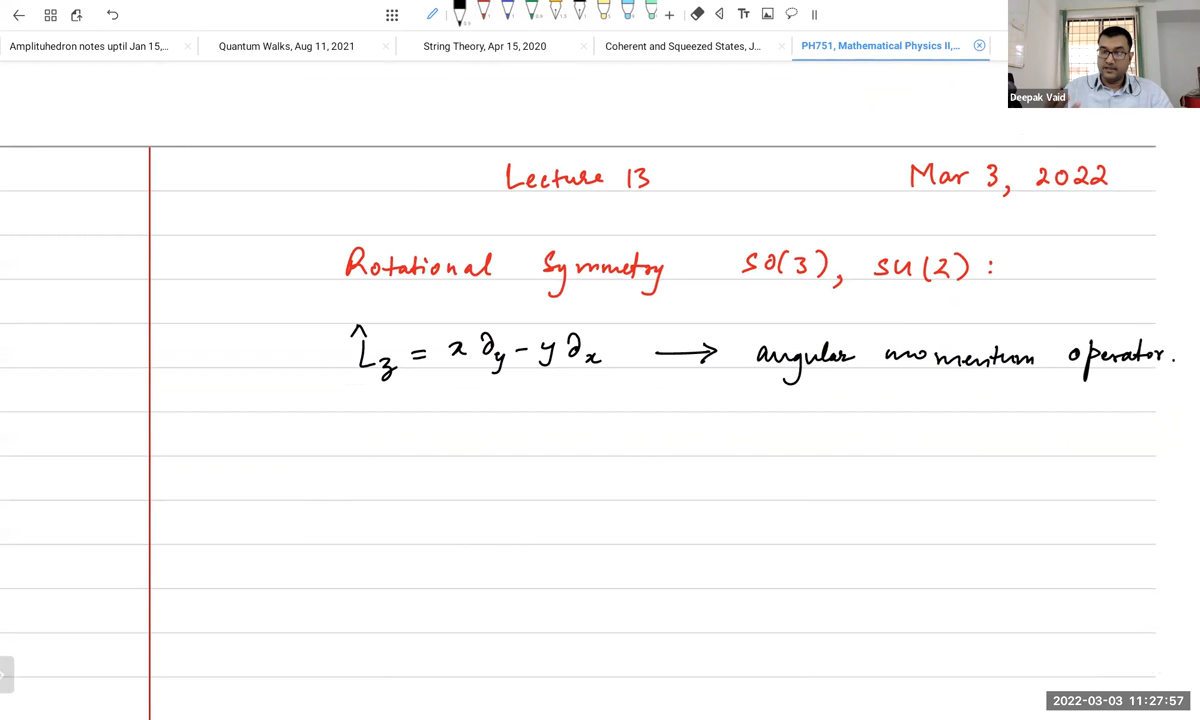 Amplituhedron notes uptil Jan 15,... Quantum Walks, Aug 11, 2021 String Theory, Apr 15, 2020 Coherent and Squeezed States, J... PH751, Mathematical Physics II,...
Deepak Vaid
Lecture 13 Mar 3, 2022
Rotational Symmetry SO(3), SU(2) :
L̂z = x ∂y - y ∂x → angular momentum operator.
2022-03-03 11:27:57